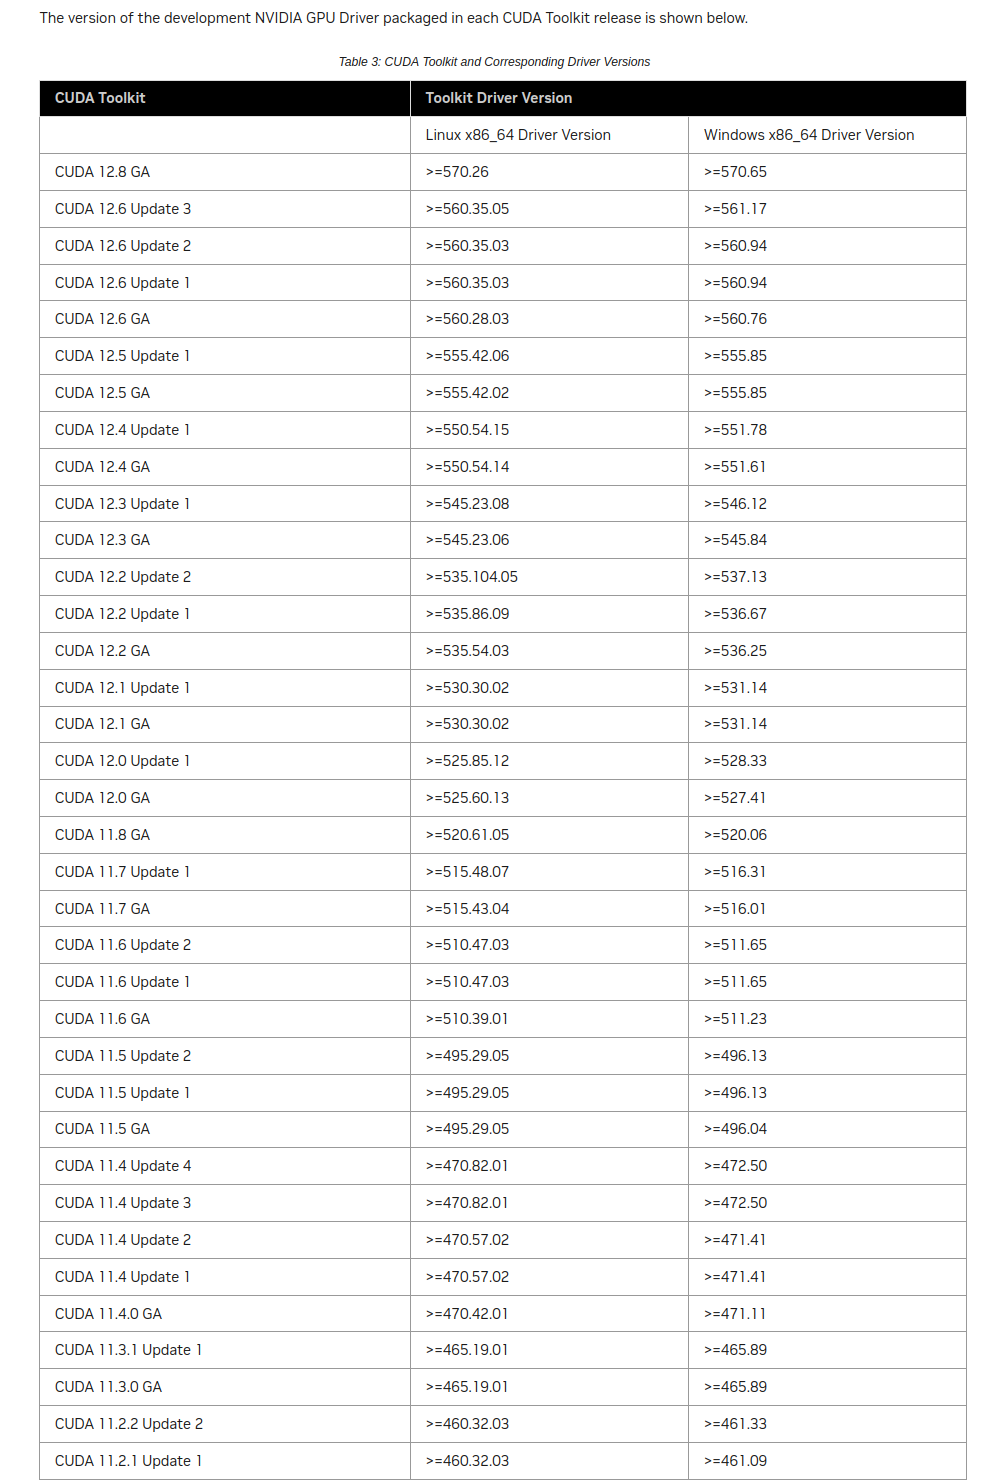 The version of the development NVIDIA GPU Driver packaged in each CUDA Toolkit release is shown below.
Table 3: CUDA Toolkit and Corresponding Driver Versions
CUDA Toolkit Toolkit Driver Version
Linux x86_64 Driver Version Windows x86_64 Driver Version
CUDA 12.8 GA >=570.26 >=570.65
CUDA 12.6 Update 3 >=560.35.05 >=561.17
CUDA 12.6 Update 2 >=560.35.03 >=560.94
CUDA 12.6 Update 1 >=560.35.03 >=560.94
CUDA 12.6 GA >=560.28.03 >=560.76
CUDA 12.5 Update 1 >=555.42.06 >=555.85
CUDA 12.5 GA >=555.42.02 >=555.85
CUDA 12.4 Update 1 >=550.54.15 >=551.78
CUDA 12.4 GA >=550.54.14 >=551.61
CUDA 12.3 Update 1 >=545.23.08 >=546.12
CUDA 12.3 GA >=545.23.06 >=545.84
CUDA 12.2 Update 2 >=535.104.05 >=537.13
CUDA 12.2 Update 1 >=535.86.09 >=536.67
CUDA 12.2 GA >=535.54.03 >=536.25
CUDA 12.1 Update 1 >=530.30.02 >=531.14
CUDA 12.1 GA >=530.30.02 >=531.14
CUDA 12.0 Update 1 >=525.85.12 >=528.33
CUDA 12.0 GA >=525.60.13 >=527.41
CUDA 11.8 GA >=520.61.05 >=520.06
CUDA 11.7 Update 1 >=515.48.07 >=516.31
CUDA 11.7 GA >=515.43.04 >=516.01
CUDA 11.6 Update 2 >=510.47.03 >=511.65
CUDA 11.6 Update 1 >=510.47.03 >=511.65
CUDA 11.6 GA >=510.39.01 >=511.23
CUDA 11.5 Update 2 >=495.29.05 >=496.13
CUDA 11.5 Update 1 >=495.29.05 >=496.13
CUDA 11.5 GA >=495.29.05 >=496.04
CUDA 11.4 Update 4 >=470.82.01 >=472.50
CUDA 11.4 Update 3 >=470.82.01 >=472.50
CUDA 11.4 Update 2 >=470.57.02 >=471.41
CUDA 11.4 Update 1 >=470.57.02 >=471.41
CUDA 11.4.0 GA >=470.42.01 >=471.11
CUDA 11.3.1 Update 1 >=465.19.01 >=465.89
CUDA 11.3.0 GA >=465.19.01 >=465.89
CUDA 11.2.2 Update 2 >=460.32.03 >=461.33
CUDA 11.2.1 Update 1 >=460.32.03 >=461.09